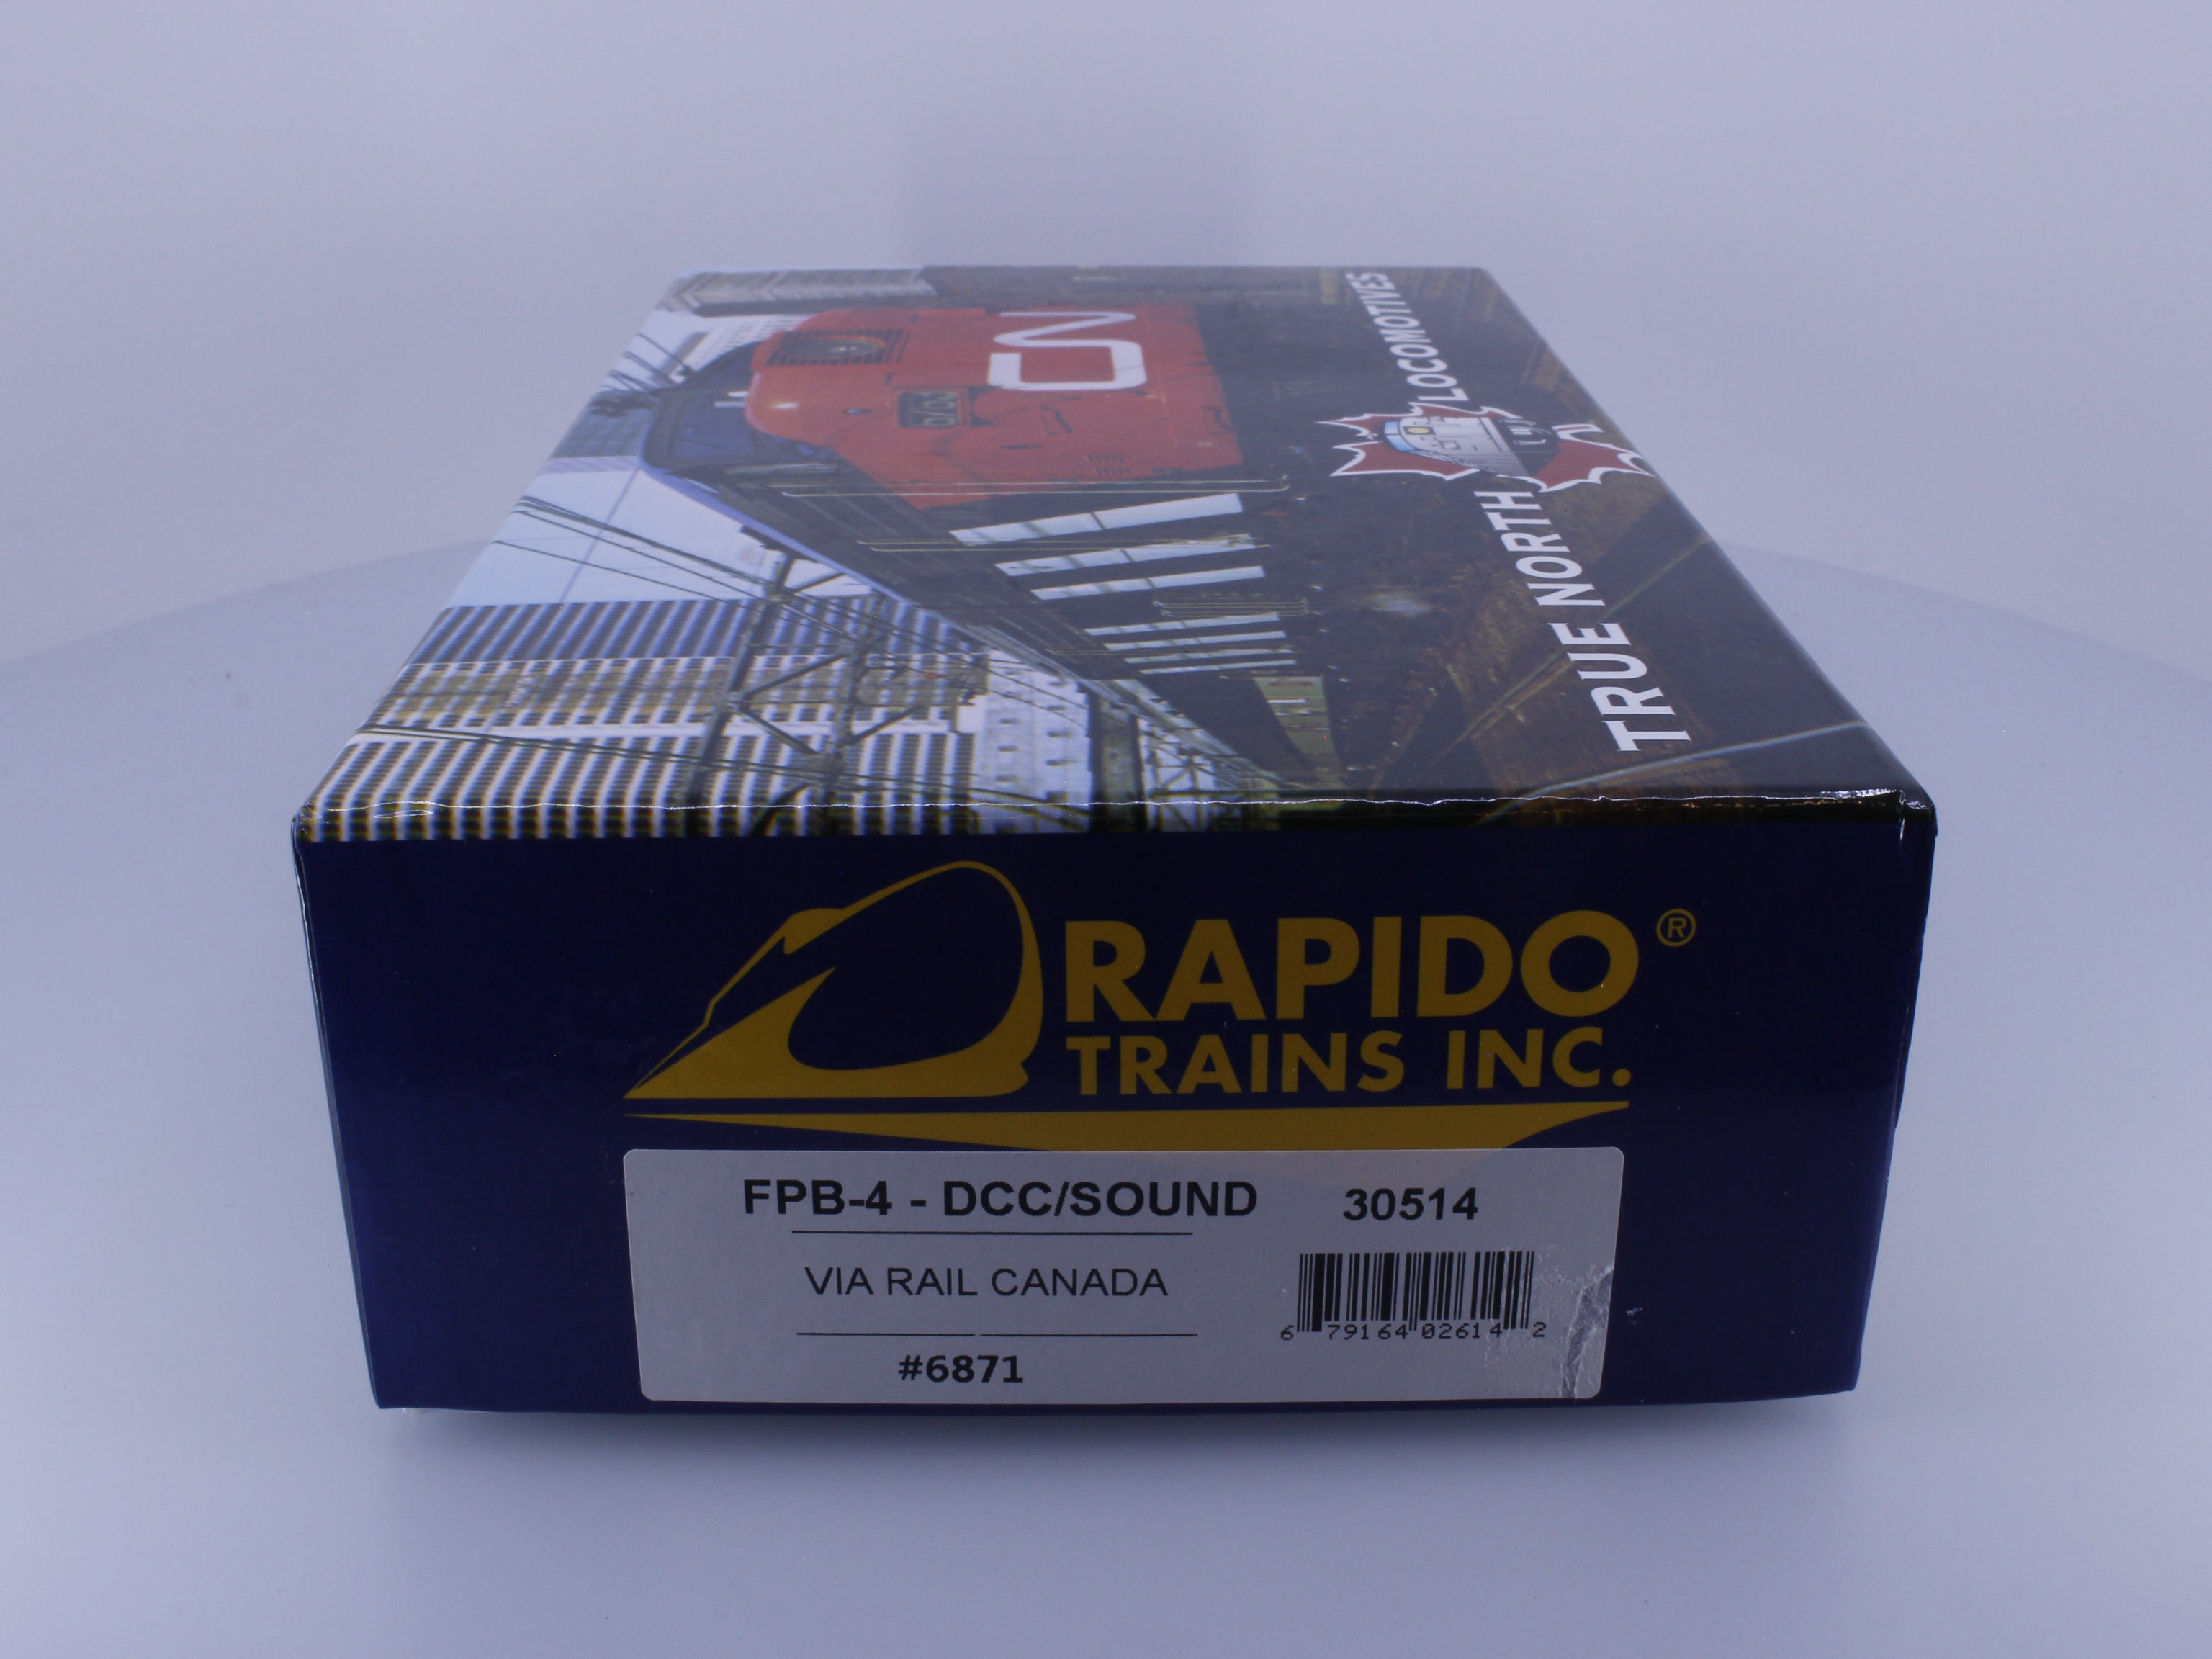 CN
TRUE NORTH LOCOMOTIVES
RAPIDO®
TRAINS INC.
FPB-4 - DCC/SOUND 30514
VIA RAIL CANADA
#6871
6 79164 02614 2